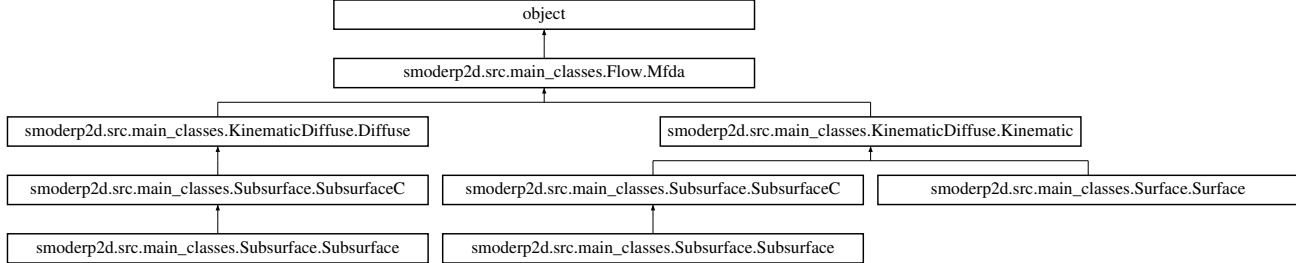 object
smoderp2d.src.main_classes.Flow.Mfda
smoderp2d.src.main_classes.KinematicDiffuse.Diffuse
smoderp2d.src.main_classes.KinematicDiffuse.Kinematic
smoderp2d.src.main_classes.Subsurface.SubsurfaceC
smoderp2d.src.main_classes.Subsurface.SubsurfaceC
smoderp2d.src.main_classes.Surface.Surface
smoderp2d.src.main_classes.Subsurface.Subsurface
smoderp2d.src.main_classes.Subsurface.Subsurface